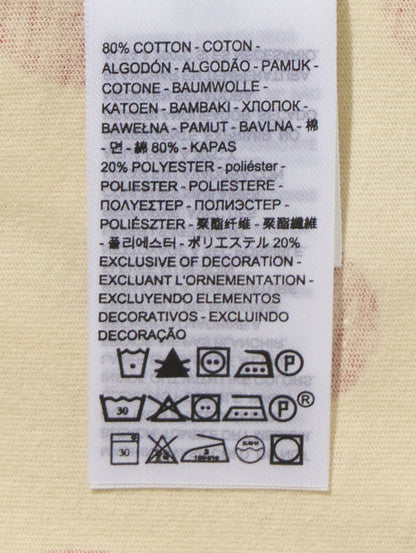 80% COTTON - COTON -
ALGODÓN - ALGODÃO - PAMUK -
COTONE - BAUMWOLLE -
KATOEN - BAMBAKI - ХЛОПОК -
BAWEŁNA - PAMUT - BAVLNA - 棉
- 면 - 綿 80% - KAPAS
20% POLYESTER - poliéster -
POLIESTER - POLIESTERE -
ΠΟΛΥΕΣΤΕΡ - ПОЛИЭСТЕР -
POLIÉSZTER - 聚酯纤维 - 聚酯纖維
- 폴리에스터 - ポリエステル 20%
EXCLUSIVE OF DECORATION -
EXCLUANT L'ORNEMENTATION -
EXCLUYENDO ELEMENTOS
DECORATIVOS - EXCLUINDO
DECORAÇÃO
P
30 P ®
30 3